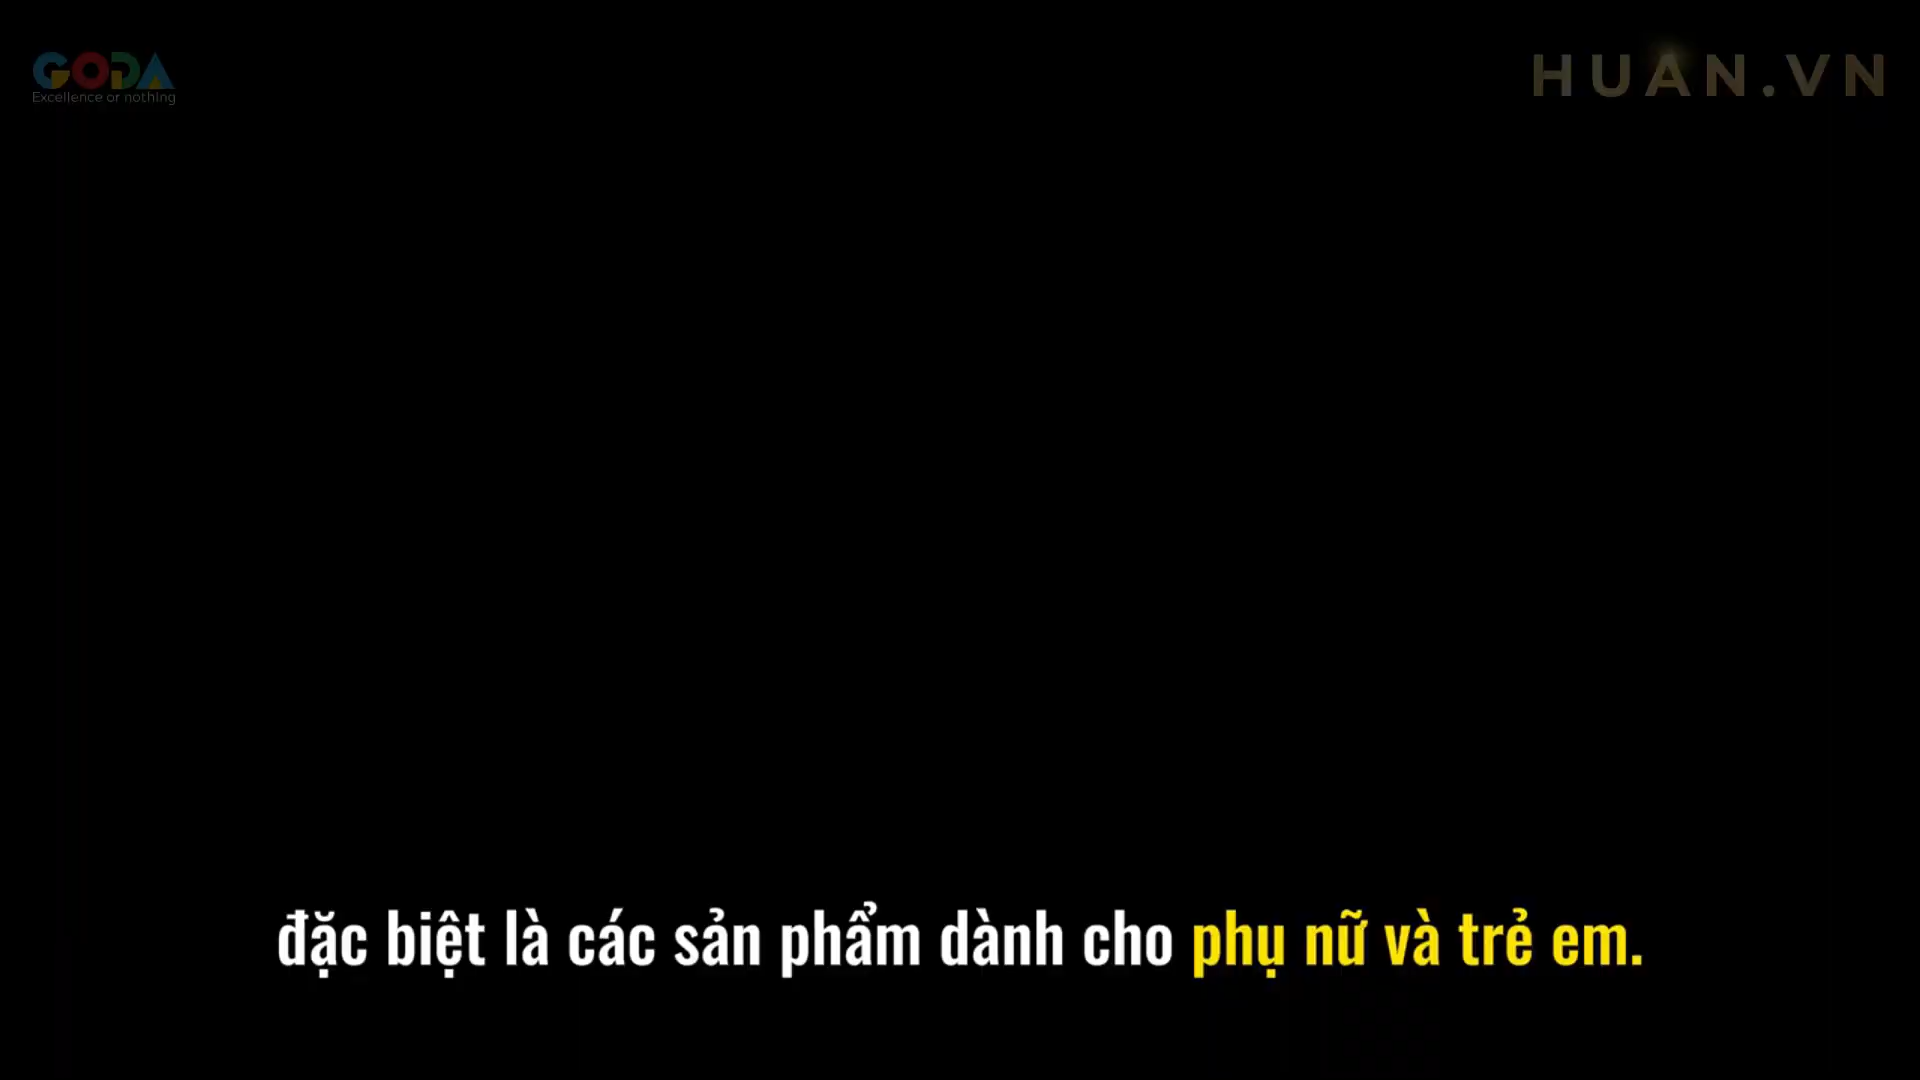 GODA
Excellence or nothing
HUAN.VN
đặc biệt là các sản phẩm dành cho phụ nữ và trẻ em.